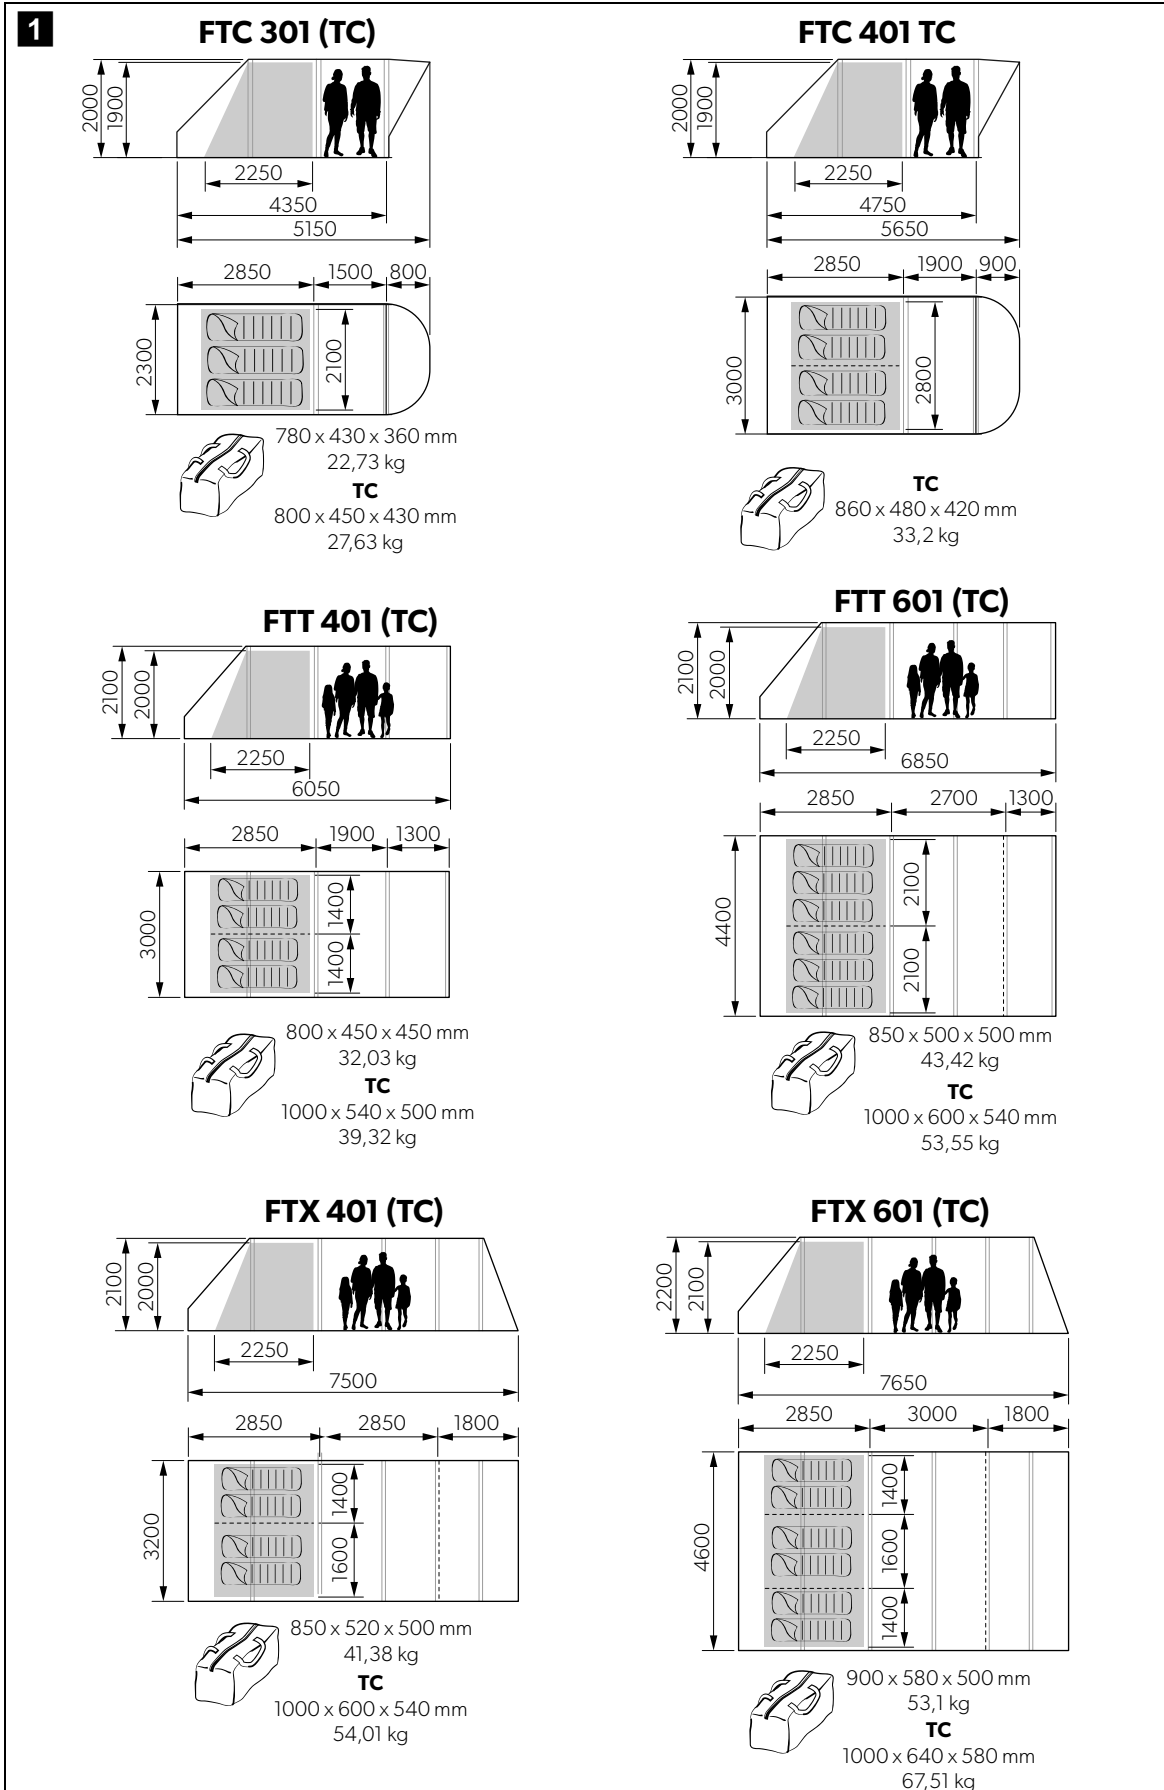 1
FTC 301 (TC)
2000
1900
2250
4350
5150
2850 1500 800
2300
2100
780 x 430 x 360 mm
22,73 kg
TC
800 x 450 x 430 mm
27,63 kg
FTC 401 TC
2000
1900
2250
4750
5650
2850 1900 900
3000
2800
TC
860 x 480 x 420 mm
33,2 kg
FTT 401 (TC)
2100
2000
2250
6050
2850 1900 1300
3000
1400
1400
800 x 450 x 450 mm
32,03 kg
TC
1000 x 540 x 500 mm
39,32 kg
FTT 601 (TC)
2100
2000
2250
6850
2850 2700 1300
4400
2100
2100
850 x 500 x 500 mm
43,42 kg
TC
1000 x 600 x 540 mm
53,55 kg
FTX 401 (TC)
2100
2000
2250
7500
2850 2850 1800
3200
1400
1600
850 x 520 x 500 mm
41,38 kg
TC
1000 x 600 x 540 mm
54,01 kg
FTX 601 (TC)
2200
2100
2250
7650
2850 3000 1800
4600
1400
1600
1400
900 x 580 x 500 mm
53,1 kg
TC
1000 x 640 x 580 mm
67,51 kg